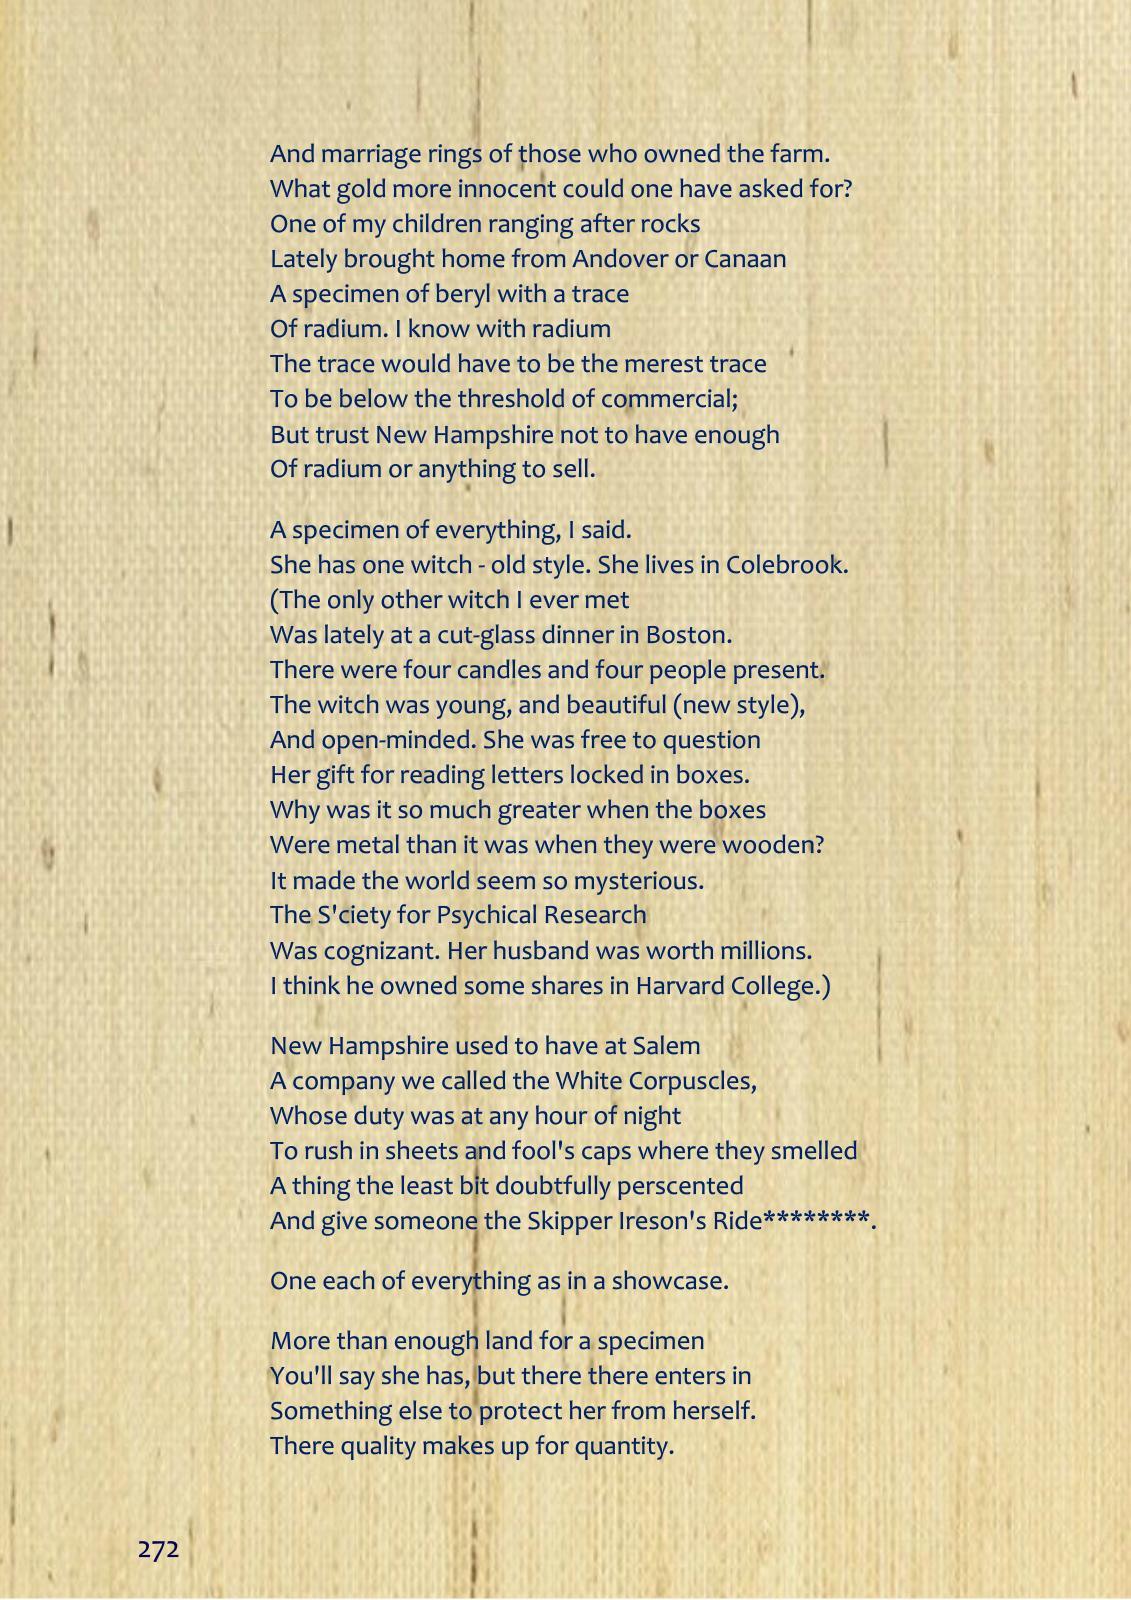 And marriage rings of those who owned the farm.
What gold more innocent could one have asked for?
One of my children ranging after rocks
Lately brought home from Andover or Canaan
A specimen of beryl with a trace
Of radium. I know with radium
The trace would have to be the merest trace
To be below the threshold of commercial;
But trust New Hampshire not to have enough
Of radium or anything to sell.

A specimen of everything, I said.
She has one witch - old style. She lives in Colebrook.
(The only other witch I ever met
Was lately at a cut-glass dinner in Boston.
There were four candles and four people present.
The witch was young, and beautiful (new style),
And open-minded. She was free to question
Her gift for reading letters locked in boxes.
Why was it so much greater when the boxes
Were metal than it was when they were wooden?
It made the world seem so mysterious.
The S'ciety for Psychical Research
Was cognizant. Her husband was worth millions.
I think he owned some shares in Harvard College.)

New Hampshire used to have at Salem
A company we called the White Corpuscles,
Whose duty was at any hour of night
To rush in sheets and fool's caps where they smelled
A thing the least bit doubtfully perscented
And give someone the Skipper Ireson's Ride********.

One each of everything as in a showcase.

More than enough land for a specimen
You'll say she has, but there there enters in
Something else to protect her from herself.
There quality makes up for quantity.

272